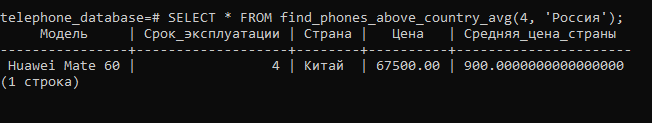 telephone_database=# SELECT * FROM find_phones_above_country_avg(4, 'Россия');
Модель | Срок_эксплуатации | Страна | Цена | Средняя_цена_страны
---------------+-------------------+--------+----------+----------------------
Huawei Mate 60 | 4 | Китай | 67500.00 | 900.0000000000000000
(1 строка)